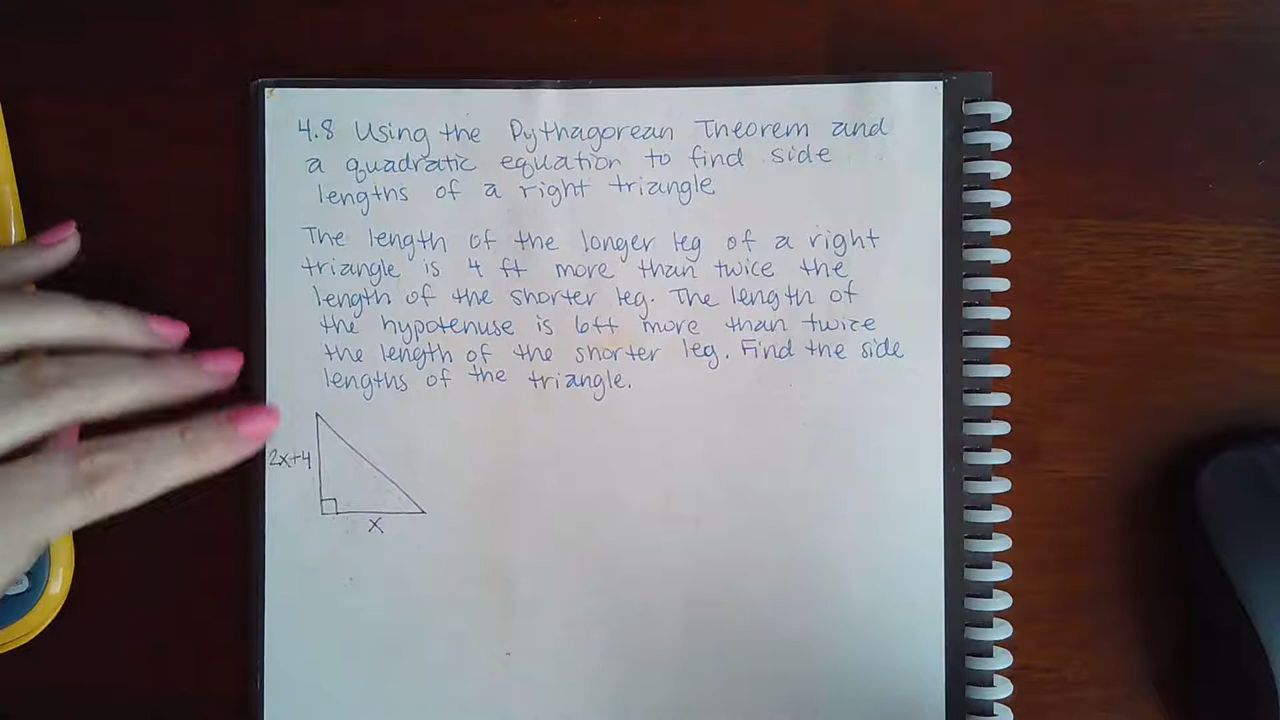 4.8 Using the Pythagorean Theorem and
a quadratic equation to find side
lengths of a right triangle
The length of the longer leg of a right
triangle is 4 ft more than twice the
length of the shorter leg. The length of
the hypotenuse is 6ft more than twice
the length of the shorter leg. Find the side
lengths of the triangle.
2x+4
x